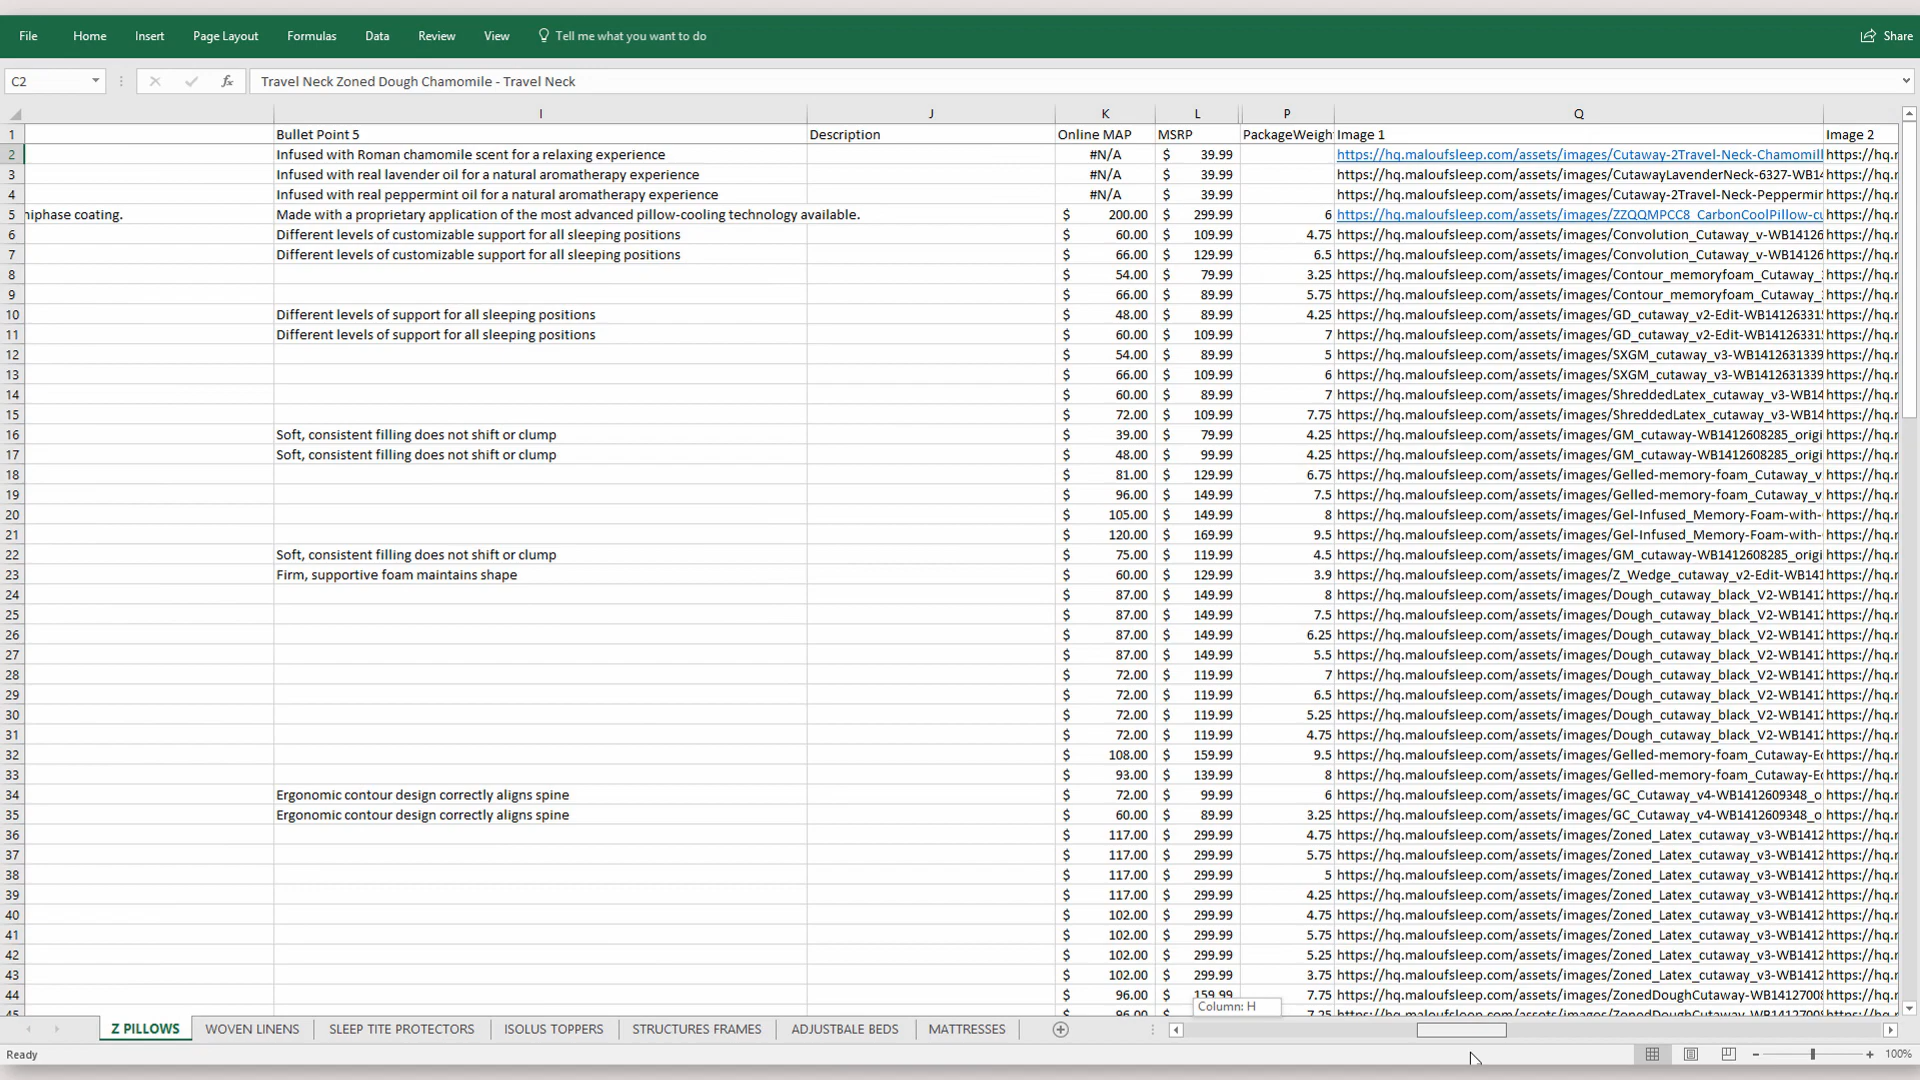 File Home Insert Page Layout Formulas Data Review View Tell me what you want to do Share
C2 fx Travel Neck Zoned Dough Chamomile - Travel Neck
I J K L P Q
1 Bullet Point 5 Description Online MAP MSRP PackageWeigh Image 1 Image 2
2 Infused with Roman chamomile scent for a relaxing experience #N/A $ 39.99 https://hq.maloufsleep.com/assets/images/Cutaway-2Travel-Neck-Chamomil https://hq.
3 Infused with real lavender oil for a natural aromatherapy experience #N/A $ 39.99 https://hq.maloufsleep.com/assets/images/CutawayLavenderNeck-6327-WB14 https://hq.
4 Infused with real peppermint oil for a natural aromatherapy experience #N/A $ 39.99 https://hq.maloufsleep.com/assets/images/Cutaway-2Travel-Neck-Peppermi https://hq.
5 hiphase coating. Made with a proprietary application of the most advanced pillow-cooling technology available. $ 200.00 $ 299.99 6 https://hq.maloufsleep.com/assets/images/ZZQQMPCC8_CarbonCoolPillow-c https://hq.
6 Different levels of customizable support for all sleeping positions $ 60.00 $ 109.99 4.75 https://hq.maloufsleep.com/assets/images/Convolution_Cutaway_v-WB1412 https://hq.
7 Different levels of customizable support for all sleeping positions $ 66.00 $ 129.99 6.5 https://hq.maloufsleep.com/assets/images/Convolution_Cutaway_v-WB1412 https://hq.
8 $ 54.00 $ 79.99 3.25 https://hq.maloufsleep.com/assets/images/Contour_memoryfoam_Cutaway_ https://hq.
9 $ 66.00 $ 89.99 5.75 https://hq.maloufsleep.com/assets/images/Contour_memoryfoam_Cutaway_ https://hq.
10 Different levels of support for all sleeping positions $ 48.00 $ 89.99 4.25 https://hq.maloufsleep.com/assets/images/GD_cutaway_v2-Edit-WB14126331 https://hq.
11 Different levels of support for all sleeping positions $ 60.00 $ 109.99 7 https://hq.maloufsleep.com/assets/images/GD_cutaway_v2-Edit-WB14126331 https://hq.
12 $ 54.00 $ 89.99 5 https://hq.maloufsleep.com/assets/images/SXGM_cutaway_v3-WB1412631339 https://hq.
13 $ 66.00 $ 109.99 6 https://hq.maloufsleep.com/assets/images/SXGM_cutaway_v3-WB1412631339 https://hq.
14 $ 60.00 $ 89.99 7 https://hq.maloufsleep.com/assets/images/ShreddedLatex_cutaway_v3-WB1 https://hq.
15 $ 72.00 $ 109.99 7.75 https://hq.maloufsleep.com/assets/images/ShreddedLatex_cutaway_v3-WB1 https://hq.
16 Soft, consistent filling does not shift or clump $ 39.00 $ 79.99 4.25 https://hq.maloufsleep.com/assets/images/GM_cutaway-WB1412608285_origi https://hq.
17 Soft, consistent filling does not shift or clump $ 48.00 $ 99.99 4.25 https://hq.maloufsleep.com/assets/images/GM_cutaway-WB1412608285_origi https://hq.
18 $ 81.00 $ 129.99 6.75 https://hq.maloufsleep.com/assets/images/Gelled-memory-foam_Cutaway_v https://hq.
19 $ 96.00 $ 149.99 7.5 https://hq.maloufsleep.com/assets/images/Gelled-memory-foam_Cutaway_v https://hq.
20 $ 105.00 $ 149.99 8 https://hq.maloufsleep.com/assets/images/Gel-Infused_Memory-Foam-with- https://hq.
21 $ 120.00 $ 169.99 9.5 https://hq.maloufsleep.com/assets/images/Gel-Infused_Memory-Foam-with- https://hq.
22 Soft, consistent filling does not shift or clump $ 75.00 $ 119.99 4.5 https://hq.maloufsleep.com/assets/images/GM_cutaway-WB1412608285_origi https://hq.
23 Firm, supportive foam maintains shape $ 60.00 $ 129.99 3.9 https://hq.maloufsleep.com/assets/images/Z_Wedge_cutaway_v2-Edit-WB141 https://hq.
24 $ 87.00 $ 149.99 8 https://hq.maloufsleep.com/assets/images/Dough_cutaway_black_V2-WB141 https://hq.
25 $ 87.00 $ 149.99 7.5 https://hq.maloufsleep.com/assets/images/Dough_cutaway_black_V2-WB141 https://hq.
26 $ 87.00 $ 149.99 6.25 https://hq.maloufsleep.com/assets/images/Dough_cutaway_black_V2-WB141 https://hq.
27 $ 87.00 $ 149.99 5.5 https://hq.maloufsleep.com/assets/images/Dough_cutaway_black_V2-WB141 https://hq.
28 $ 72.00 $ 119.99 7 https://hq.maloufsleep.com/assets/images/Dough_cutaway_black_V2-WB141 https://hq.
29 $ 72.00 $ 119.99 6.5 https://hq.maloufsleep.com/assets/images/Dough_cutaway_black_V2-WB141 https://hq.
30 $ 72.00 $ 119.99 5.25 https://hq.maloufsleep.com/assets/images/Dough_cutaway_black_V2-WB141 https://hq.
31 $ 72.00 $ 119.99 4.75 https://hq.maloufsleep.com/assets/images/Dough_cutaway_black_V2-WB141 https://hq.
32 $ 108.00 $ 159.99 9.5 https://hq.maloufsleep.com/assets/images/Gelled-memory-foam_Cutaway-E https://hq.
33 $ 93.00 $ 139.99 8 https://hq.maloufsleep.com/assets/images/Gelled-memory-foam_Cutaway-E https://hq.
34 Ergonomic contour design correctly aligns spine $ 72.00 $ 99.99 6 https://hq.maloufsleep.com/assets/images/GC_Cutaway_v4-WB1412609348_o https://hq.
35 Ergonomic contour design correctly aligns spine $ 60.00 $ 89.99 3.25 https://hq.maloufsleep.com/assets/images/GC_Cutaway_v4-WB1412609348_o https://hq.
36 $ 117.00 $ 299.99 4.75 https://hq.maloufsleep.com/assets/images/Zoned_Latex_cutaway_v3-WB141 https://hq.
37 $ 117.00 $ 299.99 5.75 https://hq.maloufsleep.com/assets/images/Zoned_Latex_cutaway_v3-WB141 https://hq.
38 $ 117.00 $ 299.99 5 https://hq.maloufsleep.com/assets/images/Zoned_Latex_cutaway_v3-WB141 https://hq.
39 $ 117.00 $ 299.99 4.25 https://hq.maloufsleep.com/assets/images/Zoned_Latex_cutaway_v3-WB141 https://hq.
40 $ 102.00 $ 299.99 4.75 https://hq.maloufsleep.com/assets/images/Zoned_Latex_cutaway_v3-WB141 https://hq.
41 $ 102.00 $ 299.99 5.75 https://hq.maloufsleep.com/assets/images/Zoned_Latex_cutaway_v3-WB141 https://hq.
42 $ 102.00 $ 299.99 5.25 https://hq.maloufsleep.com/assets/images/Zoned_Latex_cutaway_v3-WB141 https://hq.
43 $ 102.00 $ 299.99 3.75 https://hq.maloufsleep.com/assets/images/Zoned_Latex_cutaway_v3-WB141 https://hq.
44 $ 96.00 $ 159.99 7.75 https://hq.maloufsleep.com/assets/images/ZonedDoughCutaway-WB1412700 https://hq.
Column: H
Z PILLOWS WOVEN LINENS SLEEP TITE PROTECTORS ISOLUS TOPPERS STRUCTURES FRAMES ADJUSTBALE BEDS MATTRESSES
Ready 100%